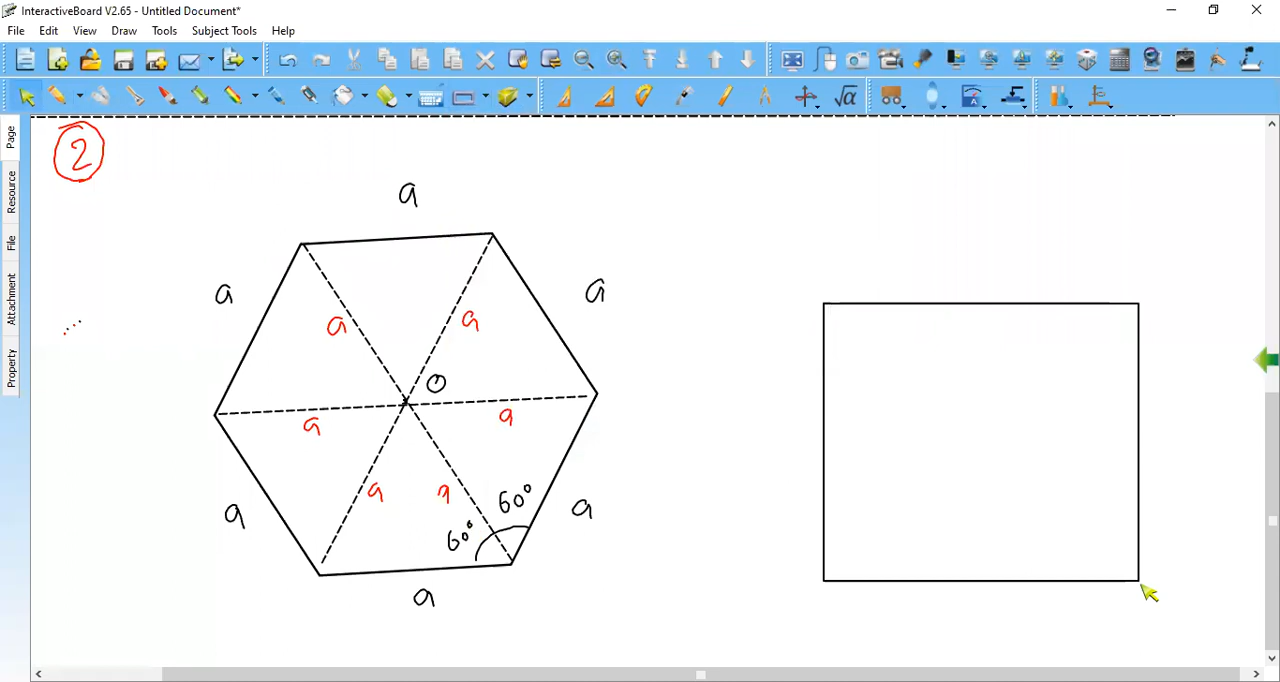 InteractiveBoard V2.65 - Untitled Document*
File Edit View Draw Tools Subject Tools Help
Page
Resource
File
Attachment
Property
2
a
a
a
a
a
O
a
a
a
a
60°
60°
a
a
a